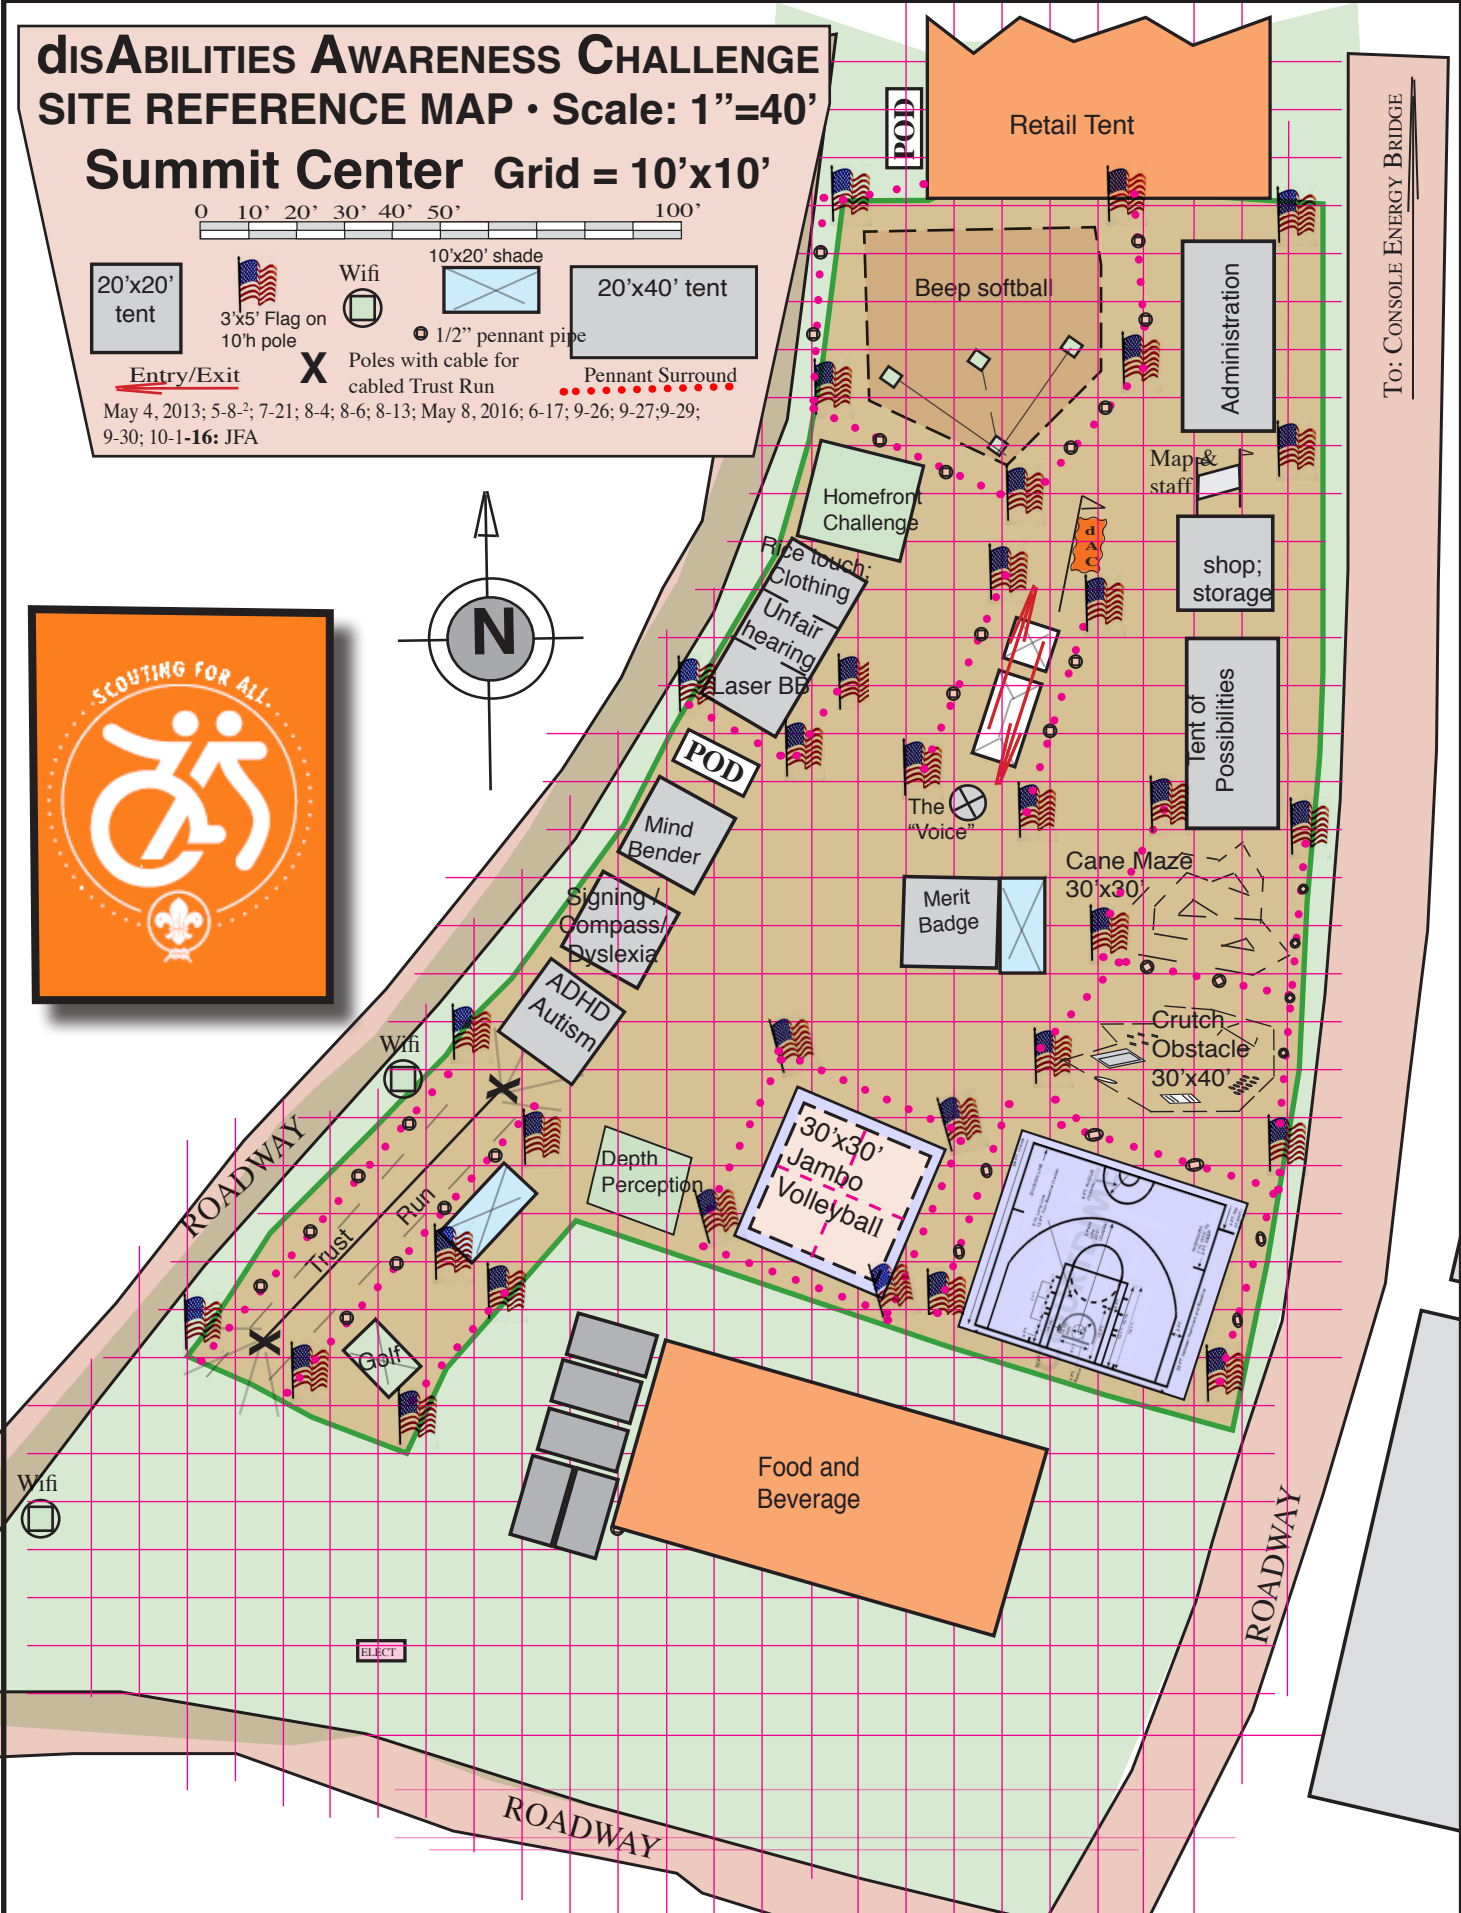 disAbilities Awareness Challenge
SITE REFERENCE MAP • Scale: 1”=40’
Summit Center Grid = 10’x10’
0 10’ 20’ 30’ 40’ 50’ 100’
20’x20’
tent
3’x5’ Flag on
10’h pole
Wifi
10’x20’ shade
1/2” pennant pipe
20’x40’ tent
Entry/Exit
X
Poles with cable for
cabled Trust Run
Pennant Surround
May 4, 2013; 5-8-2; 7-21; 8-4; 8-6; 8-13; May 8, 2016; 6-17; 9-26; 9-27;9-29;
9-30; 10-1-16: JFA
POD
Retail Tent
To: Console Energy Bridge
Beep softball
Administration
Map &
staff
Homefront
Challenge
dAC
shop;
storage
Rice touch;
Clothing
Unfair
hearing
Laser BB
N
SCOUTING FOR ALL.
Tent of
Possibilities
POD
The
“Voice”
Mind
Bender
Cane Maze
30’x30’
Merit
Badge
Signing /
Compass/
Dyslexia
ADHD
Autism
Crutch
Obstacle
30’x40’
Wifi
X
ROADWAY
Depth
Perception
30’x30’
Jambo
Volleyball
Trust Run
X
Golf
Food and
Beverage
Wifi
ROADWAY
ELECT
ROADWAY